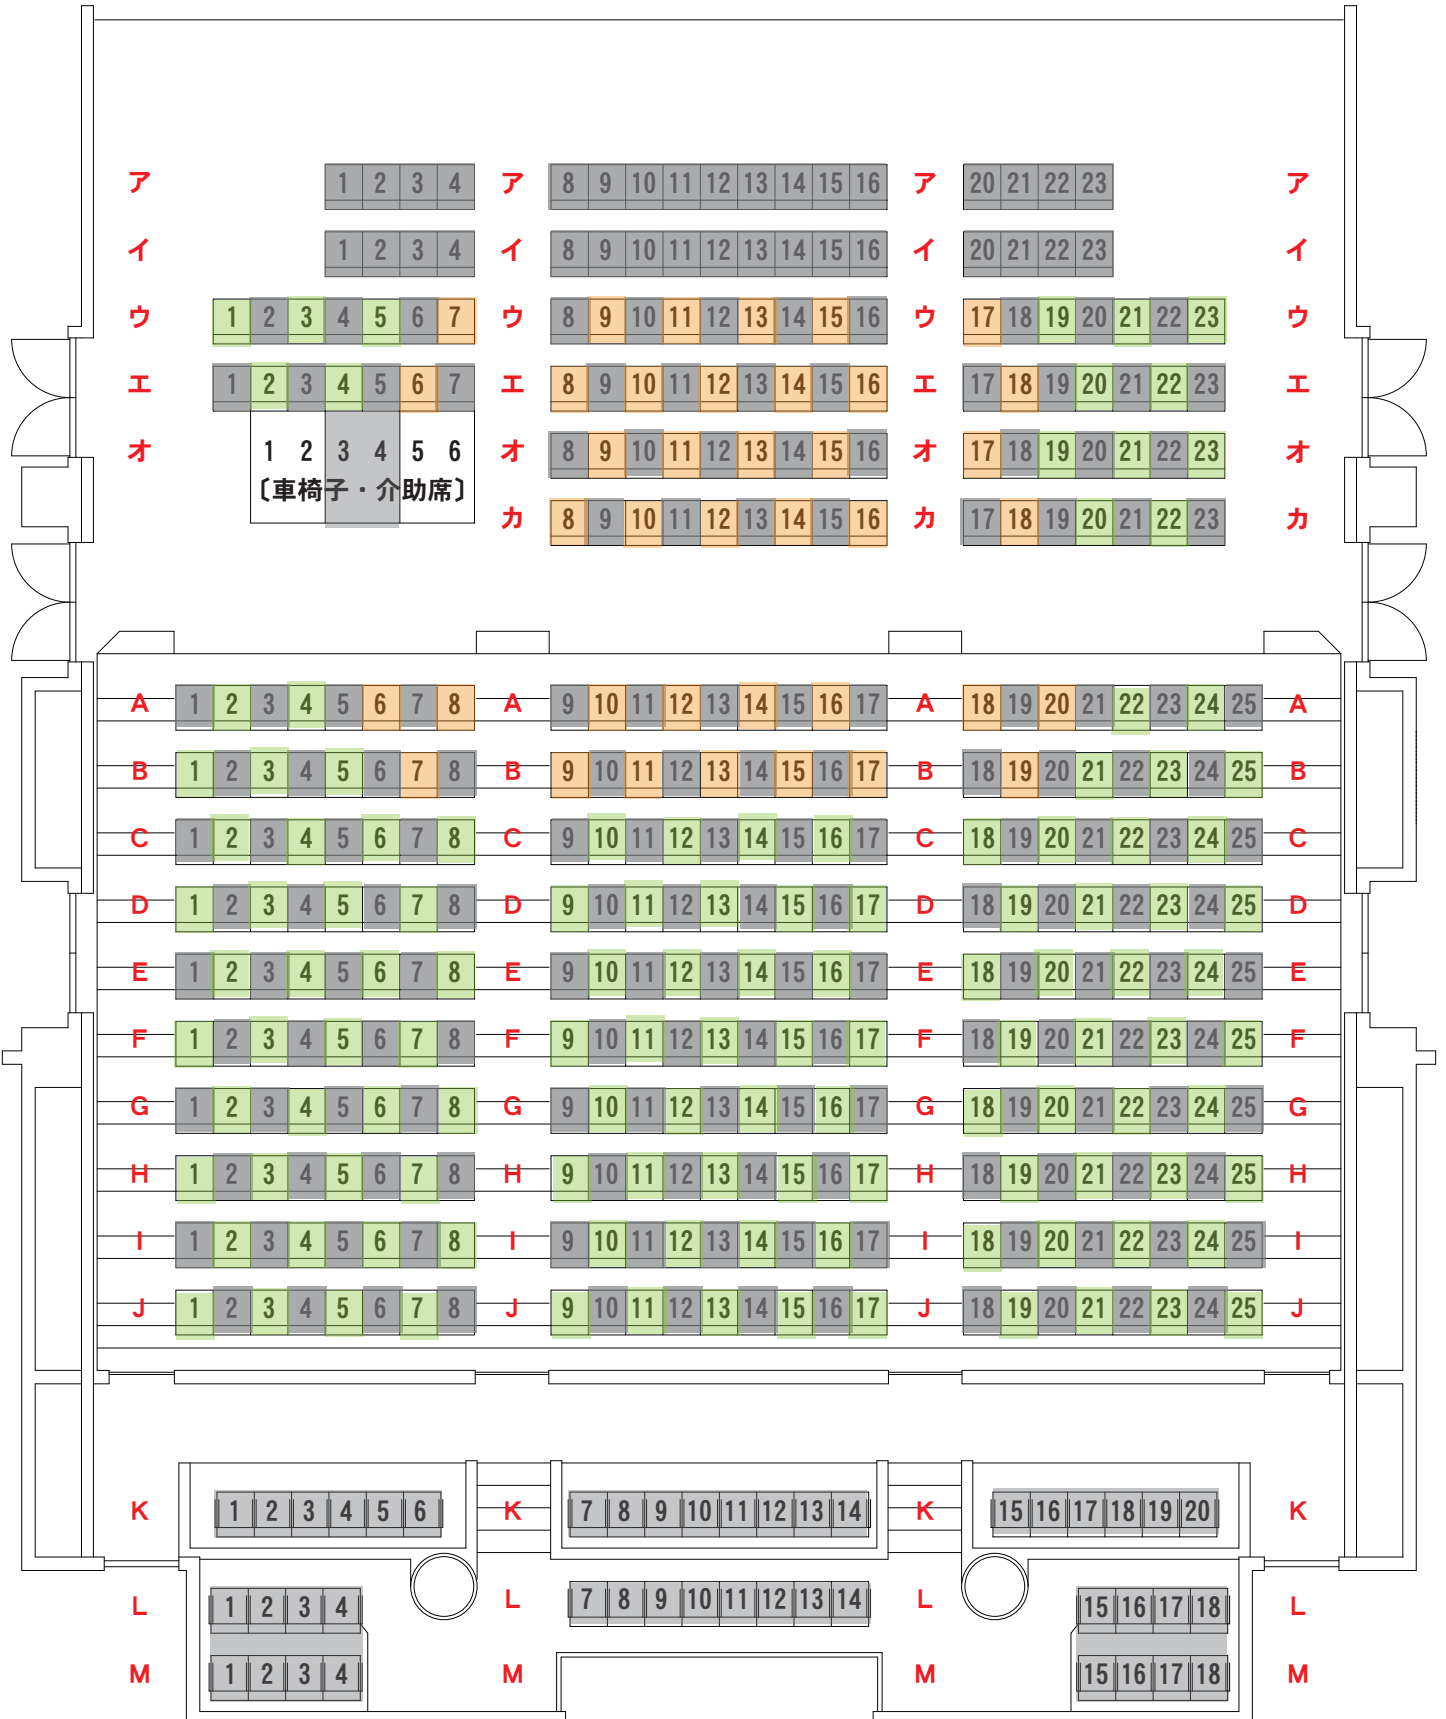 ア 1 2 3 4 ア 8 9 10 11 12 13 14 15 16 ア 20 21 22 23 ア
イ 1 2 3 4 イ 8 9 10 11 12 13 14 15 16 イ 20 21 22 23 イ
ウ 1 2 3 4 5 6 7 ウ 8 9 10 11 12 13 14 15 16 ウ 17 18 19 20 21 22 23 ウ
エ 1 2 3 4 5 6 7 エ 8 9 10 11 12 13 14 15 16 エ 17 18 19 20 21 22 23 エ
オ 1 2 3 4 5 6 オ 8 9 10 11 12 13 14 15 16 オ 17 18 19 20 21 22 23 オ
〔車椅子・介助席〕
カ 8 9 10 11 12 13 14 15 16 カ 17 18 19 20 21 22 23 カ
A 1 2 3 4 5 6 7 8 A 9 10 11 12 13 14 15 16 17 A 18 19 20 21 22 23 24 25 A
B 1 2 3 4 5 6 7 8 B 9 10 11 12 13 14 15 16 17 B 18 19 20 21 22 23 24 25 B
C 1 2 3 4 5 6 7 8 C 9 10 11 12 13 14 15 16 17 C 18 19 20 21 22 23 24 25 C
D 1 2 3 4 5 6 7 8 D 9 10 11 12 13 14 15 16 17 D 18 19 20 21 22 23 24 25 D
E 1 2 3 4 5 6 7 8 E 9 10 11 12 13 14 15 16 17 E 18 19 20 21 22 23 24 25 E
F 1 2 3 4 5 6 7 8 F 9 10 11 12 13 14 15 16 17 F 18 19 20 21 22 23 24 25 F
G 1 2 3 4 5 6 7 8 G 9 10 11 12 13 14 15 16 17 G 18 19 20 21 22 23 24 25 G
H 1 2 3 4 5 6 7 8 H 9 10 11 12 13 14 15 16 17 H 18 19 20 21 22 23 24 25 H
I 1 2 3 4 5 6 7 8 I 9 10 11 12 13 14 15 16 17 I 18 19 20 21 22 23 24 25 I
J 1 2 3 4 5 6 7 8 J 9 10 11 12 13 14 15 16 17 J 18 19 20 21 22 23 24 25 J
K 1 2 3 4 5 6 K 7 8 9 10 11 12 13 14 K 15 16 17 18 19 20 K
L 1 2 3 4 L 7 8 9 10 11 12 13 14 L 15 16 17 18 L
M 1 2 3 4 M M 15 16 17 18 M